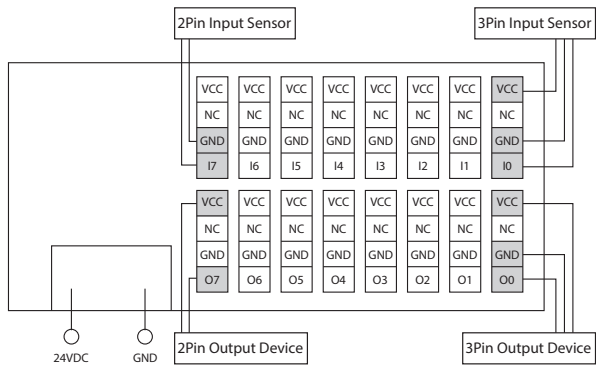 2Pin Input Sensor 3Pin Input Sensor
VCC VCC VCC VCC VCC VCC VCC VCC
NC NC NC NC NC NC NC NC
GND GND GND GND GND GND GND GND
I7 I6 I5 I4 I3 I2 I1 I0
VCC VCC VCC VCC VCC VCC VCC VCC
NC NC NC NC NC NC NC NC
GND GND GND GND GND GND GND GND
O7 O6 O5 O4 O3 O2 O1 O0
2Pin Output Device 3Pin Output Device
24VDC GND